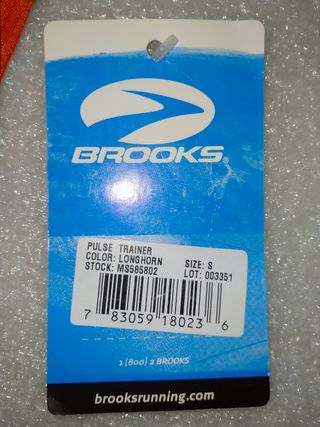 BROOKS®
PULSE TRAINER
COLOR: LONGHORN SIZE: S
STOCK: MS585802 LOT: 003351
7 83059 18023 6
1 (800) 2 BROOKS
brooksrunning.com